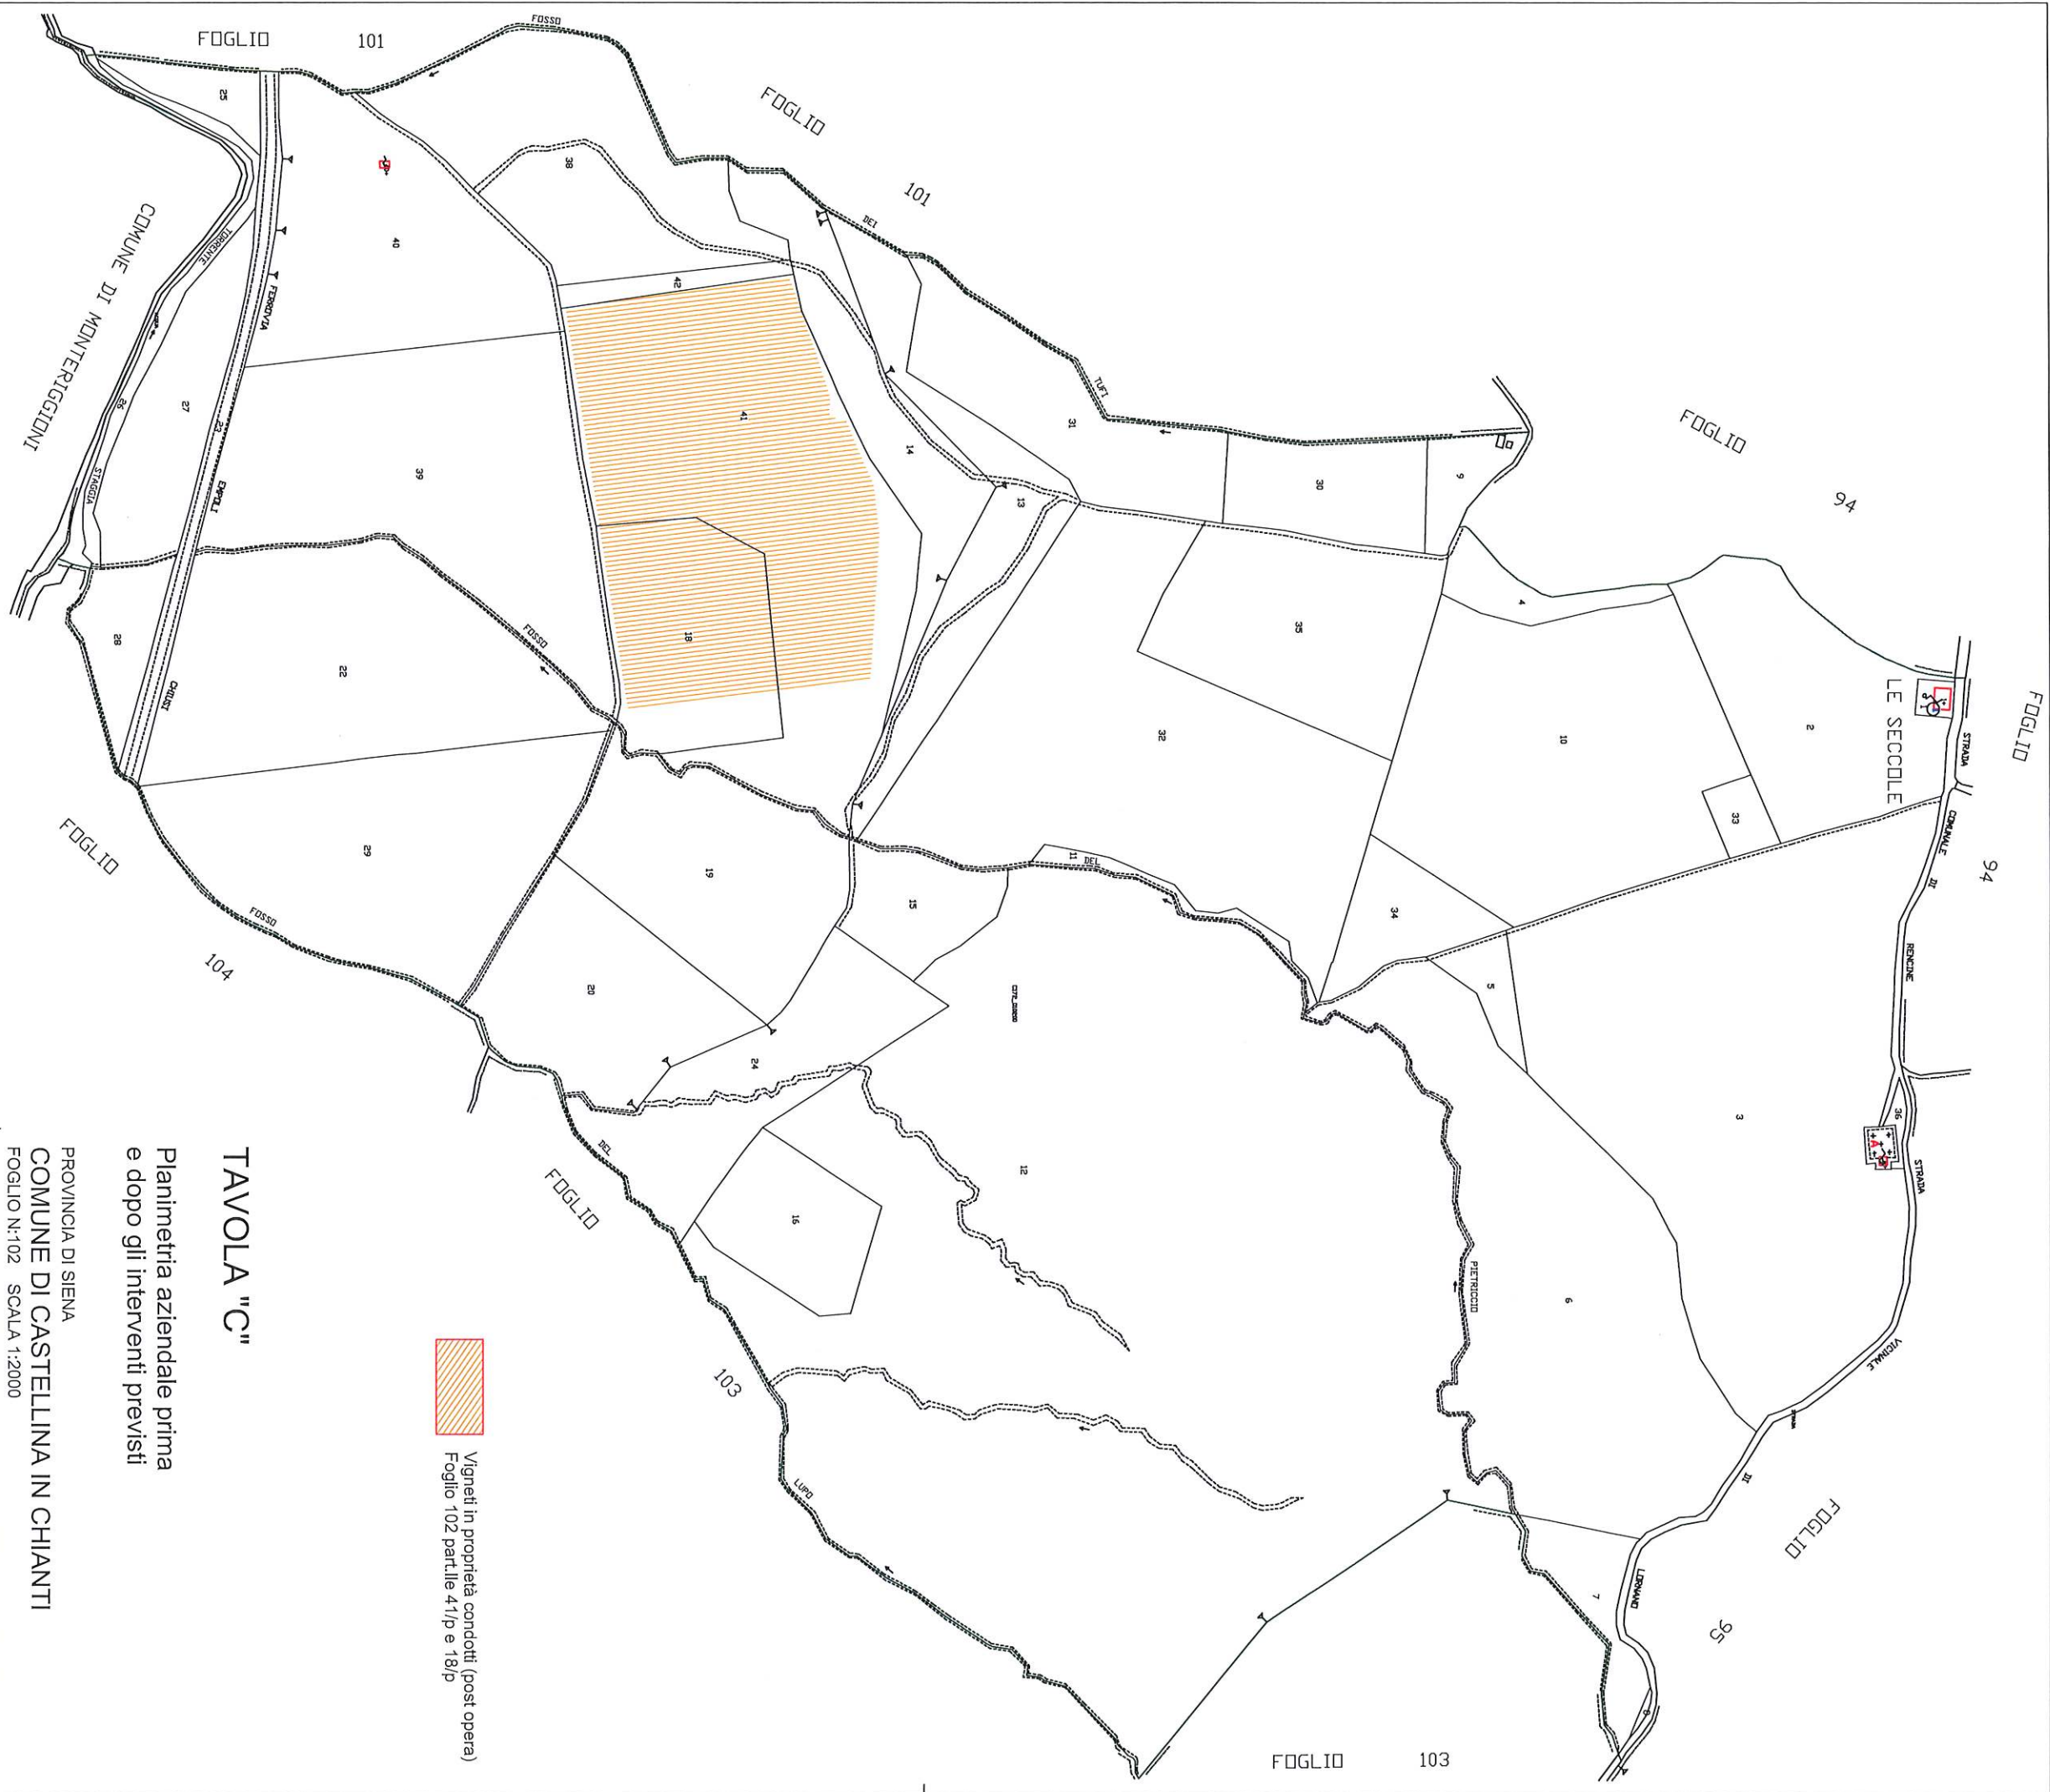 FOGLIO 101
FOSSO
FOGLIO
101
DEI
TUFI
FOGLIO
94
FOGLIO
94
LE SECCOLE
STRADA
COMUNALE
DI
RENCINE
STRADA
VICINALE
DI
LORNANO
FOGLIO
95
FOGLIO 103
COMUNE DI MONTERIGGIONI
TORRENTE
STAGGIA
FERROVIA
EMPOLI
CHIUSI
FOSSO
DEL
PIETRICCIO
FOGLIO
104
FOSSO
DEL
LUPO
FOGLIO
103
25
38
40
42
41
14
13
31
30
9
4
35
32
10
2
33
34
5
3
36
6
7
27
26
23
39
28
22
18
29
19
15
11
20
24
12
16
A
TAVOLA "C"
Planimetria aziendale prima
e dopo gli interventi previsti
PROVINCIA DI SIENA
COMUNE DI CASTELLINA IN CHIANTI
FOGLIO N:102 SCALA 1:2000
Vigneti in proprietà condotti (post opera)
Foglio 102 part.lle 41/p e 18/p